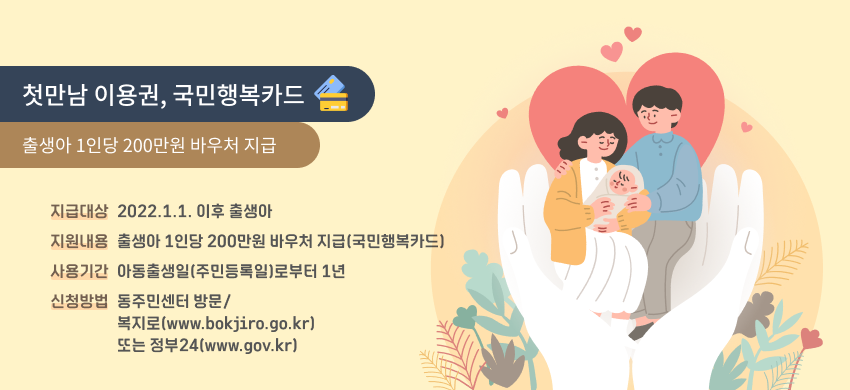 첫만남 이용권, 국민행복카드
출생아 1인당 200만원 바우처 지급
지급대상 2022.1.1. 이후 출생아
지원내용 출생아 1인당 200만원 바우처 지급(국민행복카드)
사용기간 아동출생일(주민등록일)로부터 1년
신청방법 동주민센터 방문/
복지로(www.bokjiro.go.kr)
또는 정부24(www.gov.kr)